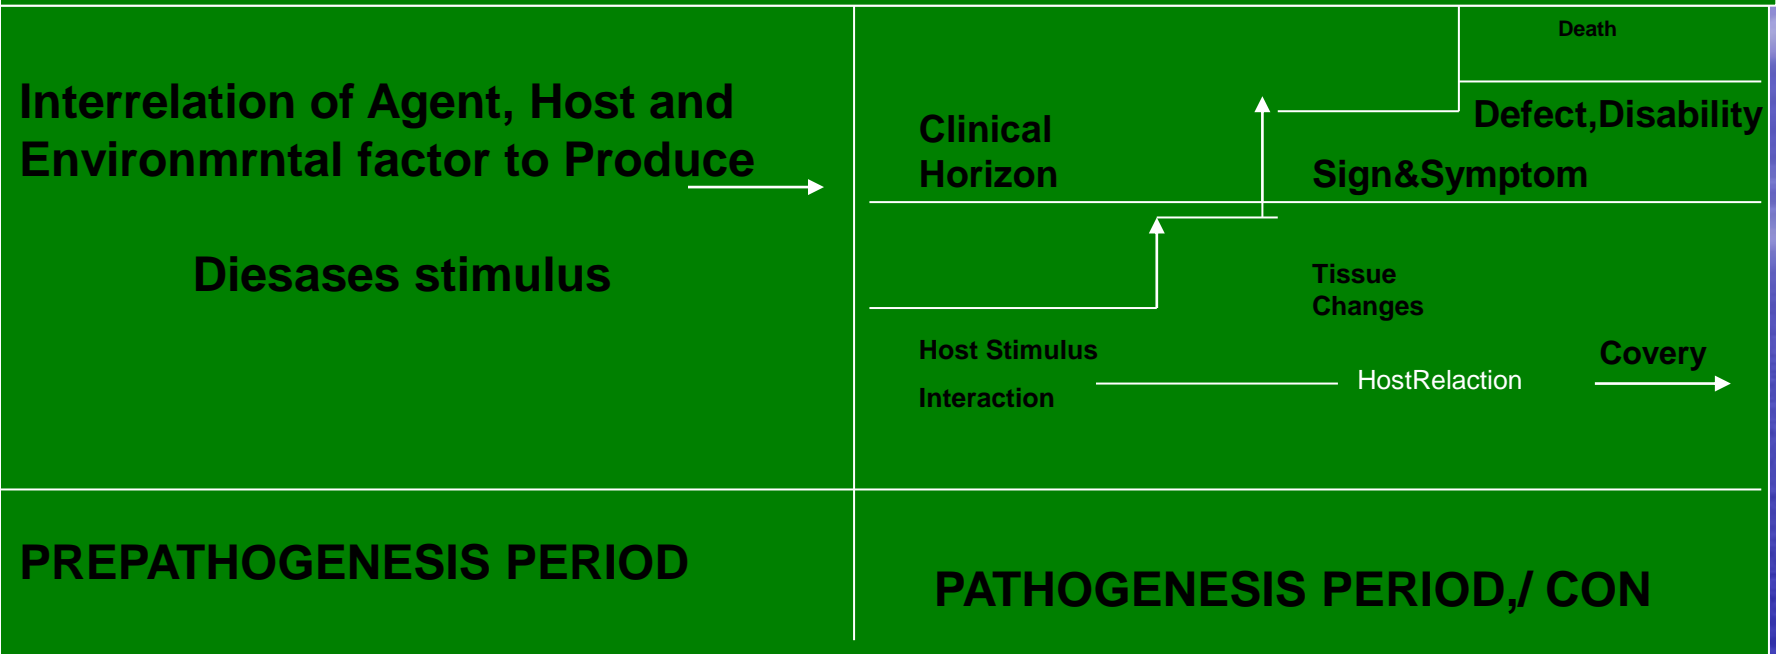 Interrelation of Agent, Host and
Environmrntal factor to Produce
Diesases stimulus
Death
Defect,Disability
Clinical
Horizon
Sign&Symptom
Tissue
Changes
Host Stimulus
Interaction
HostRelaction
Covery
PREPATHOGENESIS PERIOD
PATHOGENESIS PERIOD,/ CON